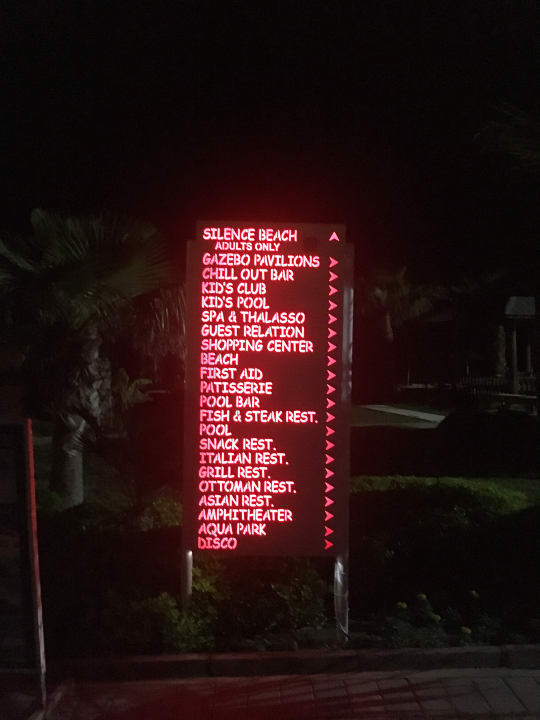 SILENCE BEACH
ADULTS ONLY
GAZEBO PAVILIONS
CHILL OUT BAR
KID'S CLUB
KID'S POOL
SPA & THALASSO
GUEST RELATION
SHOPPING CENTER
BEACH
FIRST AID
PATISSERIE
POOL BAR
FISH & STEAK REST.
POOL
SNACK REST.
ITALIAN REST.
GRILL REST.
OTTOMAN REST.
ASIAN REST.
AMPHITHEATER
AQUA PARK
DISCO